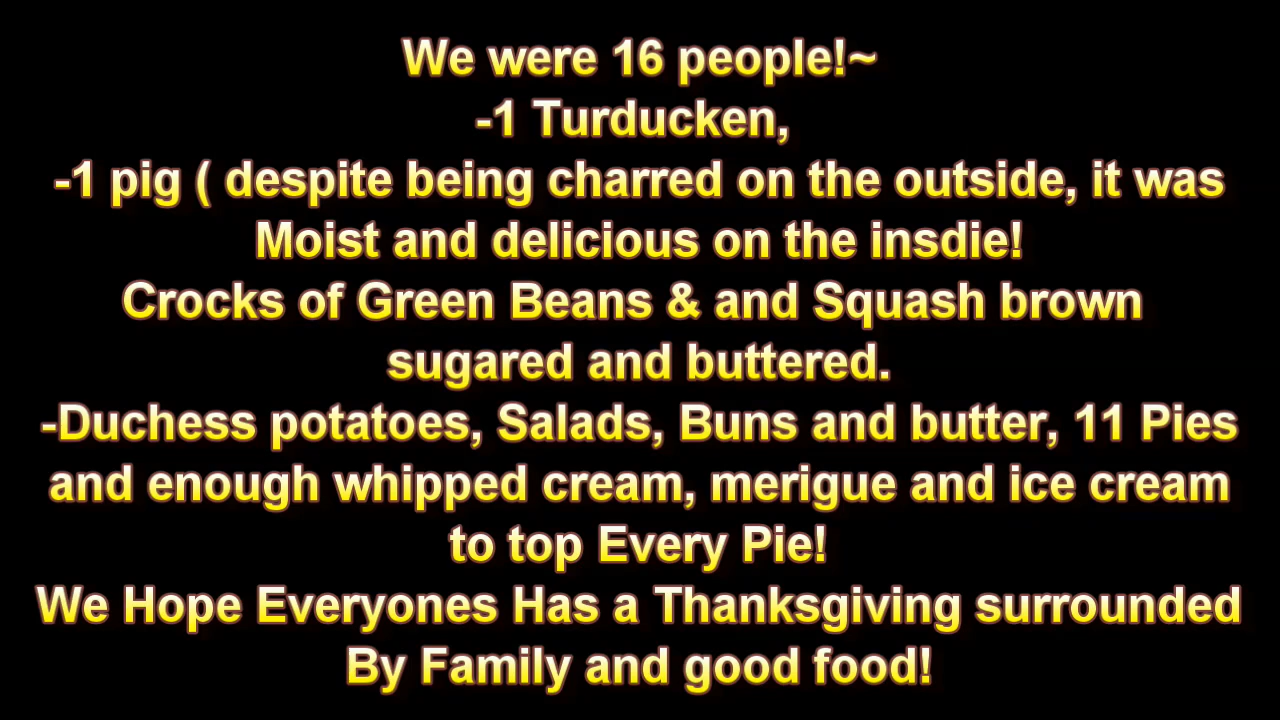 We were 16 people!~
-1 Turducken,
-1 pig ( despite being charred on the outside, it was
Moist and delicious on the insdie!
Crocks of Green Beans & and Squash brown
sugared and buttered.
-Duchess potatoes, Salads, Buns and butter, 11 Pies
and enough whipped cream, merigue and ice cream
to top Every Pie!
We Hope Everyones Has a Thanksgiving surrounded
By Family and good food!